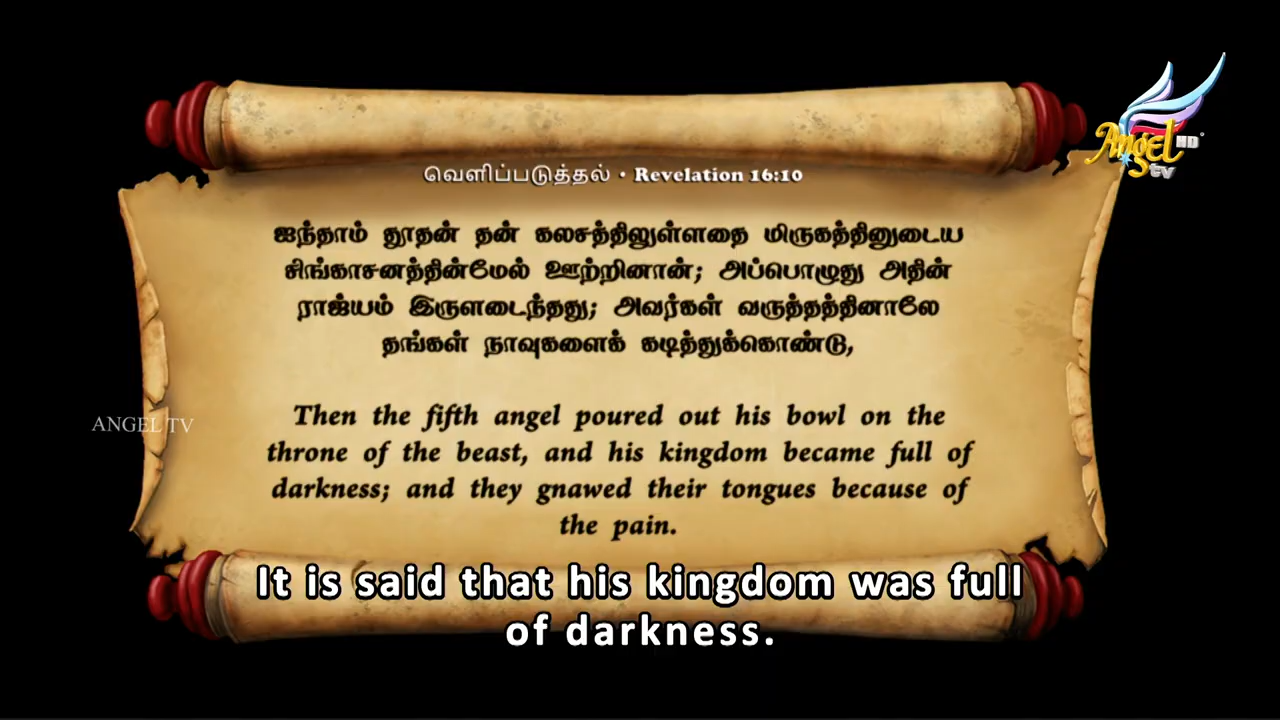 Angel HD
tv
வெளிப்படுத்தல் • Revelation 16:10
ஐந்தாம் தூதன் தன் கலசத்திலுள்ளதை மிருகத்தினுடைய
சிங்காசனத்தின்மேல் ஊற்றினான்; அப்பொழுது அதின்
ராஜ்யம் இருளடைந்தது; அவர்கள் வருத்தத்தினாலே
தங்கள் நாவுகளைக் கடித்துக்கொண்டு,
Then the fifth angel poured out his bowl on the
throne of the beast, and his kingdom became full of
darkness; and they gnawed their tongues because of
the pain.
ANGEL TV
It is said that his kingdom was full
of darkness.